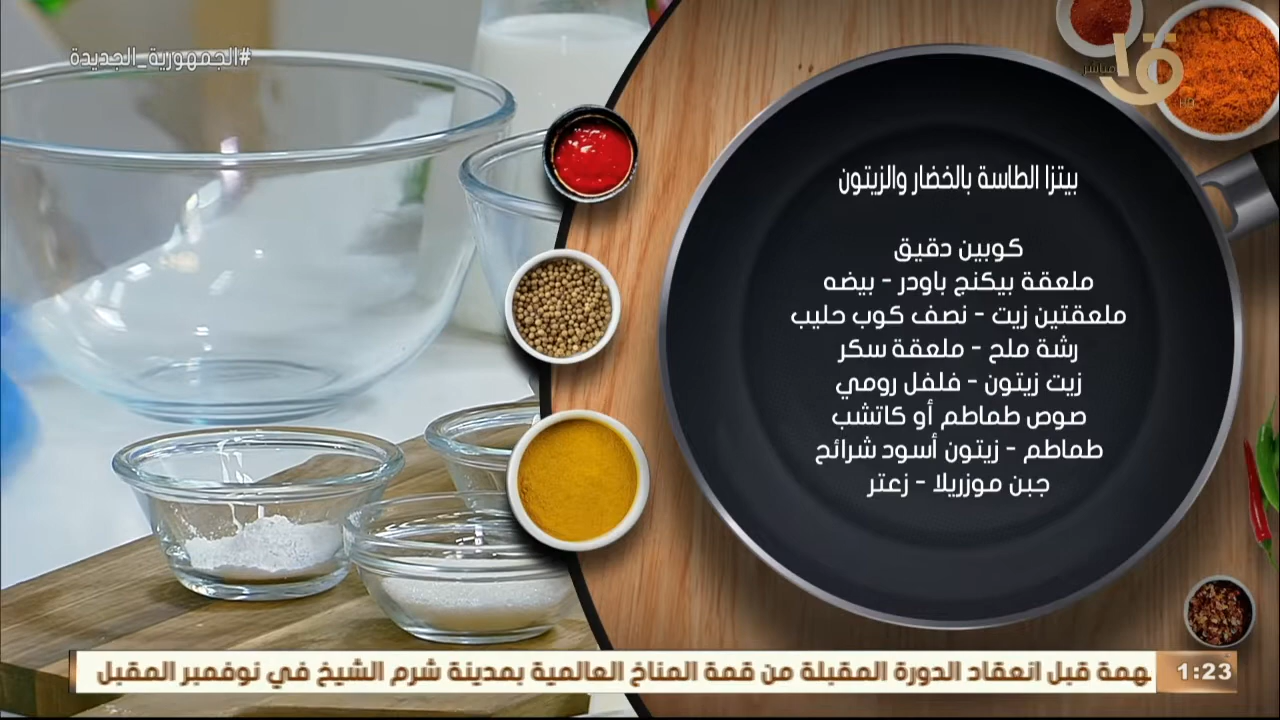 #الجمهورية_الجديدة
مباشر
HD
بيتزا الطاسة بالخضار والزيتون
كوبين دقيق
ملعقة بيكنج باودر - بيضه
ملعقتين زيت - نصف كوب حليب
رشة ملح - ملعقة سكر
زيت زيتون - فلفل رومي
صوص طماطم أو كاتشب
طماطم - زيتون أسود شرائح
جبن موزريلا - زعتر
1:23
همة قبل انعقاد الدورة المقبلة من قمة المناخ العالمية بمدينة شرم الشيخ في نوفمبر المقبل